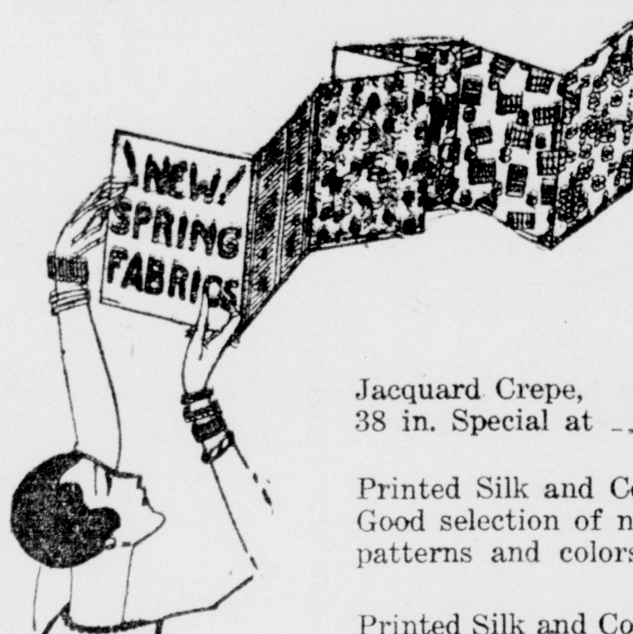 NEW!
SPRING
FABRICS
Jacquard Crepe,
38 in. Special at
Printed Silk and
Good selection of
patterns and colors
Printed Silk and